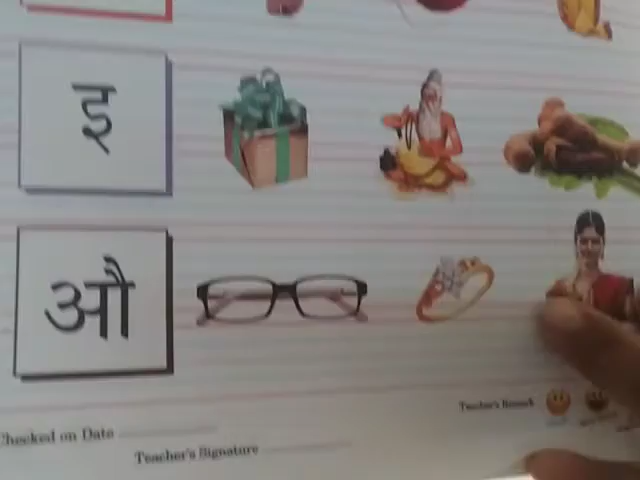 इ
औ
Teacher's Remark
Checked on Date
Teacher's Signature